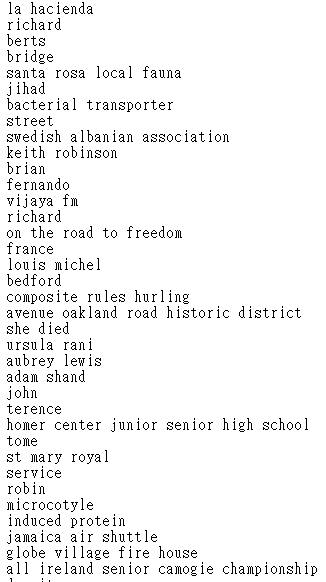 la hacienda
richard
berts
bridge
santa rosa local fauna
jihad
bacterial transporter
street
swedish albanian association
keith robinson
brian
fernando
vijaya fm
richard
on the road to freedom
france
louis michel
bedford
composite rules hurling
avenue oakland road historic district
she died
ursula rani
aubrey lewis
adam shand
john
terence
homer center junior senior high school
tome
st mary royal
service
robin
microcotyle
induced protein
jamaica air shuttle
globe village fire house
all ireland senior camogie championship